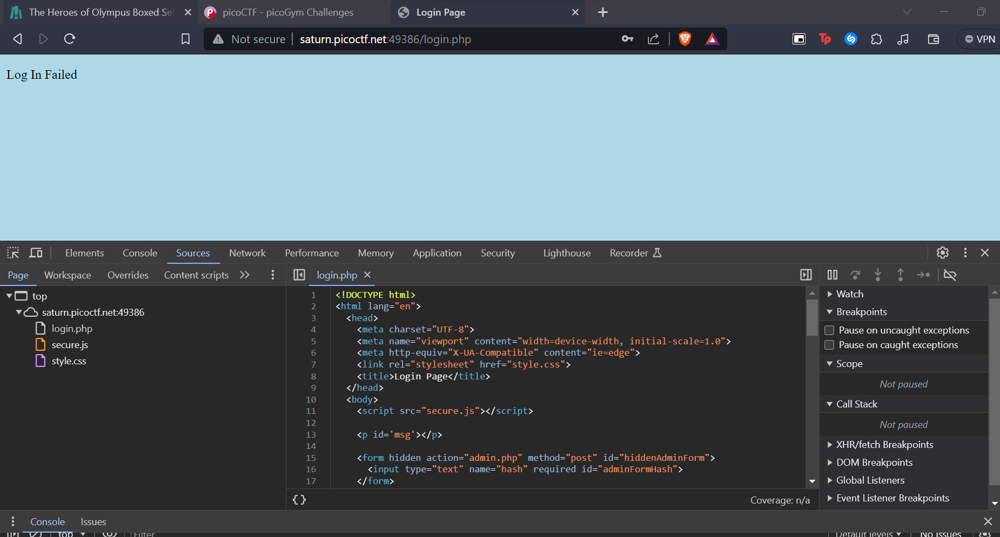 The Heroes of Olympus Boxed Se
picoCTF - picoGym Challenges
Login Page
Not secure
saturn.picoctf.net:49386/login.php
Tp
VPN
Log In Failed
Elements Console Sources Network Performance Memory Application Security Lighthouse Recorder
Page Workspace Overrides Content scripts
login.php
top
saturn.picoctf.net:49386
login.php
secure.js
style.css
1 <!DOCTYPE html>
2 <html lang="en">
3 <head>
4 <meta charset="UTF-8">
5 <meta name="viewport" content="width=device-width, initial-scale=1.0">
6 <meta http-equiv="X-UA-Compatible" content="ie=edge">
7 <link rel="stylesheet" href="style.css">
8 <title>Login Page</title>
9 </head>
10 <body>
11 <script src="secure.js"></script>
12
13 <p id='msg'></p>
14
15 <form hidden action="admin.php" method="post" id="hiddenAdminForm">
16 <input type="text" name="hash" required id="adminFormHash">
17 </form>
{}
Coverage: n/a
Watch
Breakpoints
Pause on uncaught exceptions
Pause on caught exceptions
Scope
Not paused
Call Stack
Not paused
XHR/fetch Breakpoints
DOM Breakpoints
Global Listeners
Event Listener Breakpoints
Console Issues
top
Filter
Default levels
No Issues